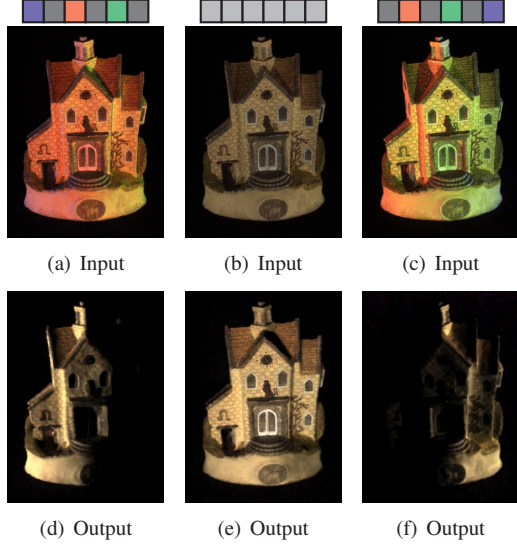 (a) Input
(b) Input
(c) Input
(d) Output
(e) Output
(f) Output